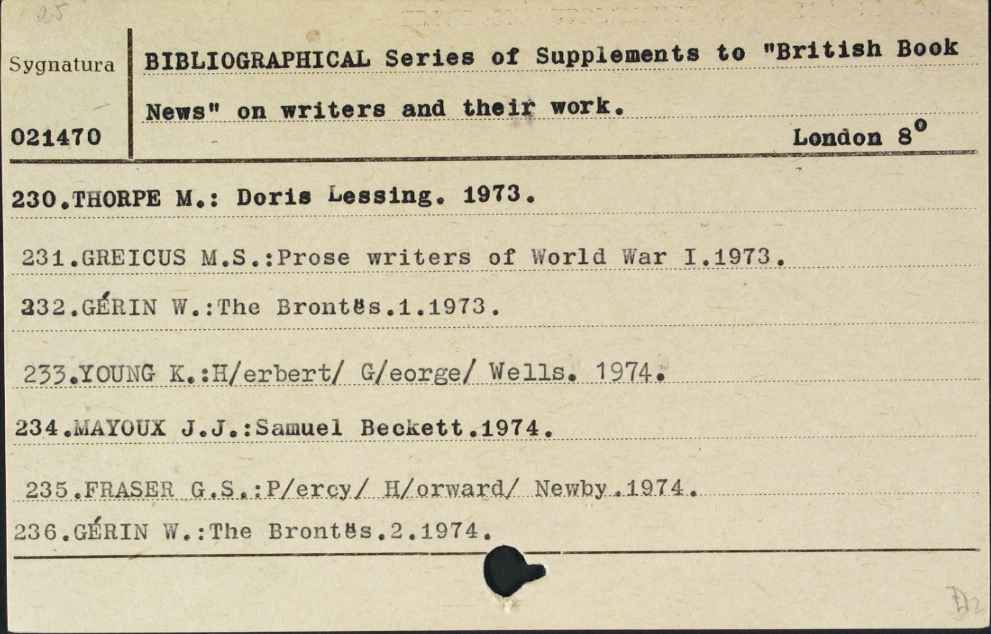 25
Sygnatura
021470
BIBLIOGRAPHICAL Series of Supplements to "British Book
News" on writers and their work.
London 8⁰
230.THORPE M.: Doris Lessing. 1973.
231.GREICUS M.S.:Prose writers of World War I.1973.
232.GÉRIN W.:The Brontës.1.1973.
233.YOUNG K.:H/erbert/ G/eorge/ Wells. 1974.
234.MAYOUX J.J.:Samuel Beckett.1974.
235.FRASER G.S.:P/ercy/ H/orward/ Newby.1974.
236.GÉRIN W.:The Brontës.2.1974.